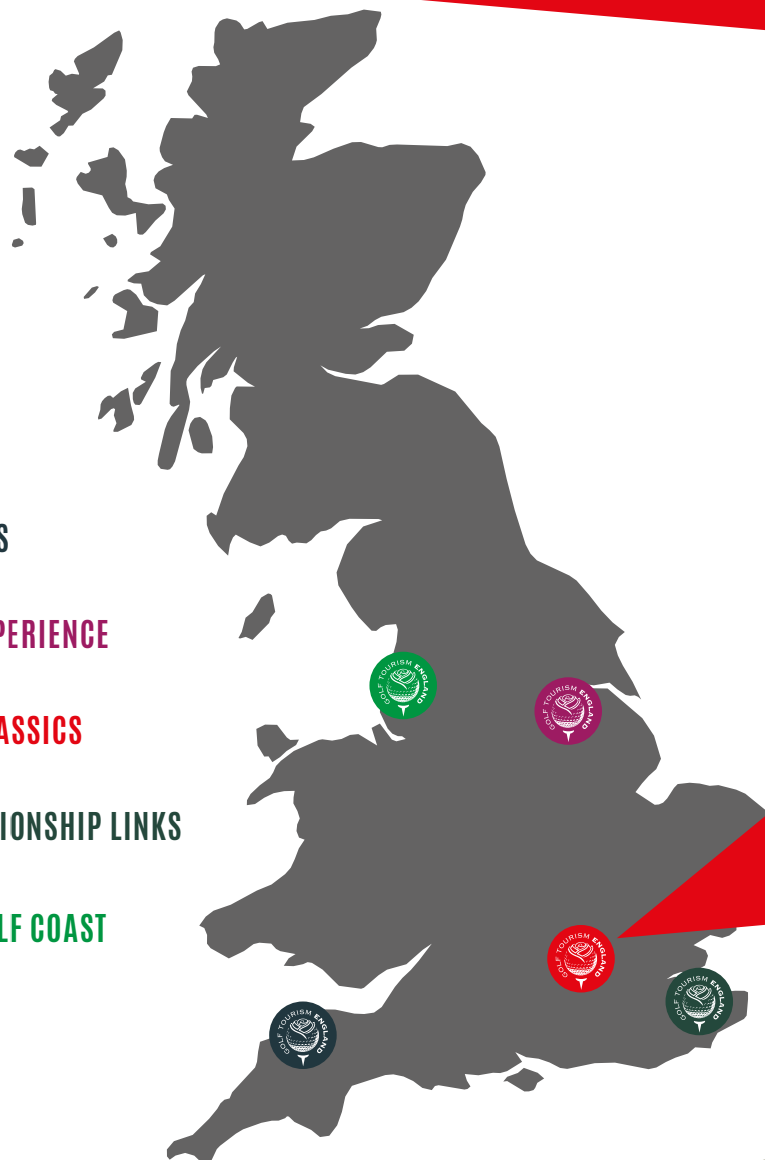 S
PERIENCE
ASSICS
IONSHIP LINKS
LF COAST
GOLF TOURISM ENGLAND
GOLF TOURISM ENGLAND
GOLF TOURISM ENGLAND
GOLF TOURISM ENGLAND
GOLF TOURISM ENGLAND